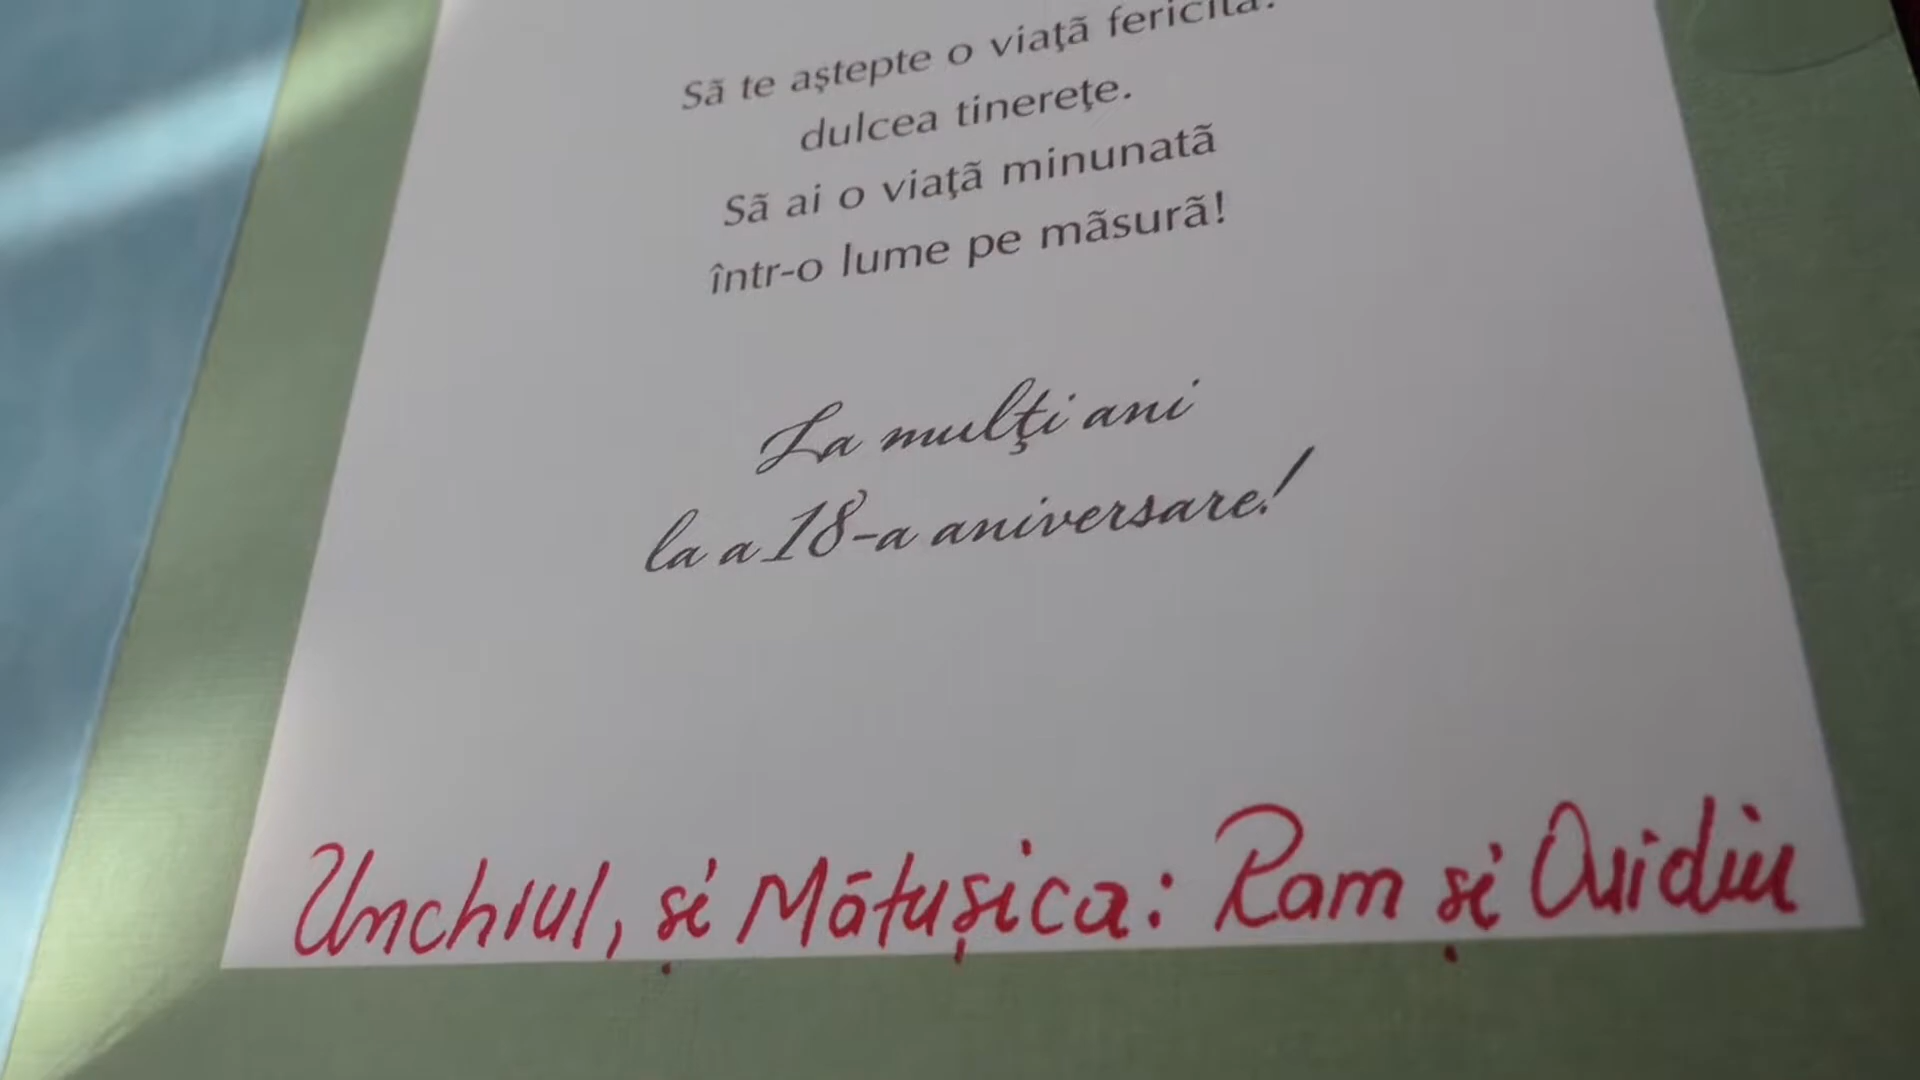 Sã te aştepte o viaţã fericitã.
dulcea tinereţe.
Sã ai o viaţã minunatã
într-o lume pe mãsurã!
La mulţi ani
la a 18-a aniversare!
Unchiul, și Mātușica: Ram și Ovidiu